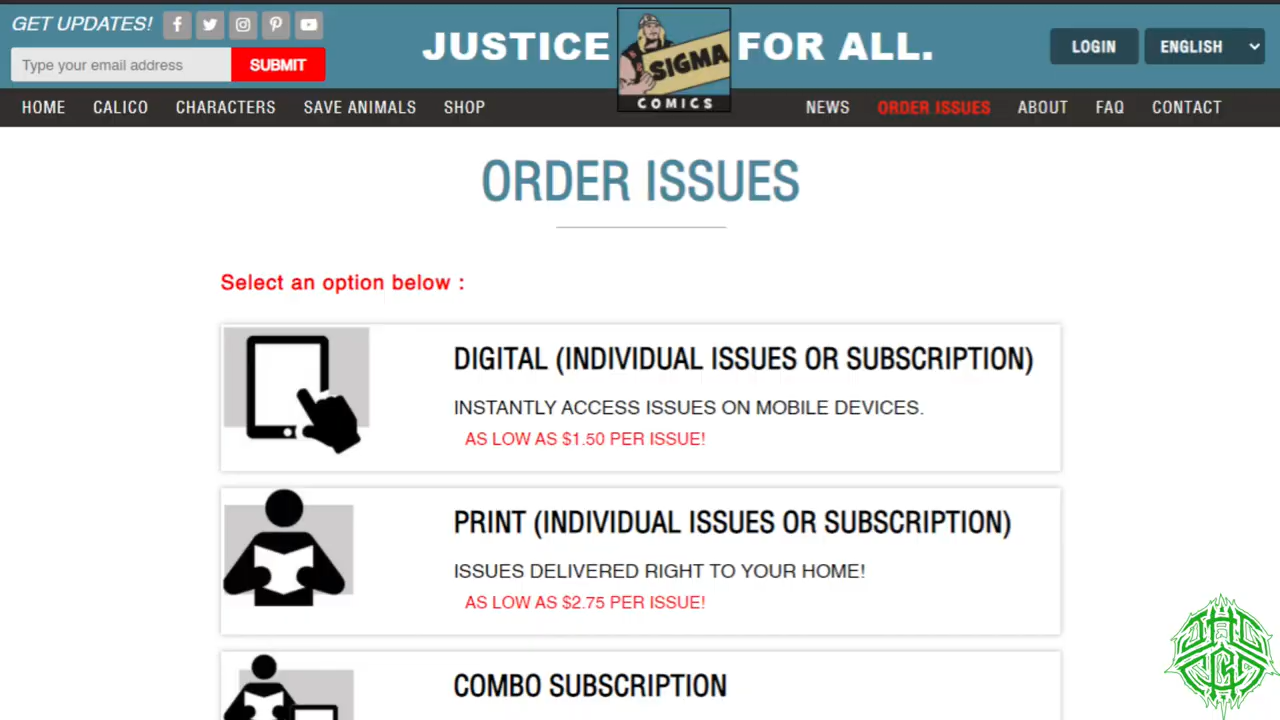 GET UPDATES!
Type your email address
SUBMIT
JUSTICE
SIGMA
COMICS
FOR ALL.
LOGIN
ENGLISH
HOME
CALICO
CHARACTERS
SAVE ANIMALS
SHOP
NEWS
ORDER ISSUES
ABOUT
FAQ
CONTACT
ORDER ISSUES
Select an option below :
DIGITAL (INDIVIDUAL ISSUES OR SUBSCRIPTION)
INSTANTLY ACCESS ISSUES ON MOBILE DEVICES.
AS LOW AS $1.50 PER ISSUE!
PRINT (INDIVIDUAL ISSUES OR SUBSCRIPTION)
ISSUES DELIVERED RIGHT TO YOUR HOME!
AS LOW AS $2.75 PER ISSUE!
COMBO SUBSCRIPTION